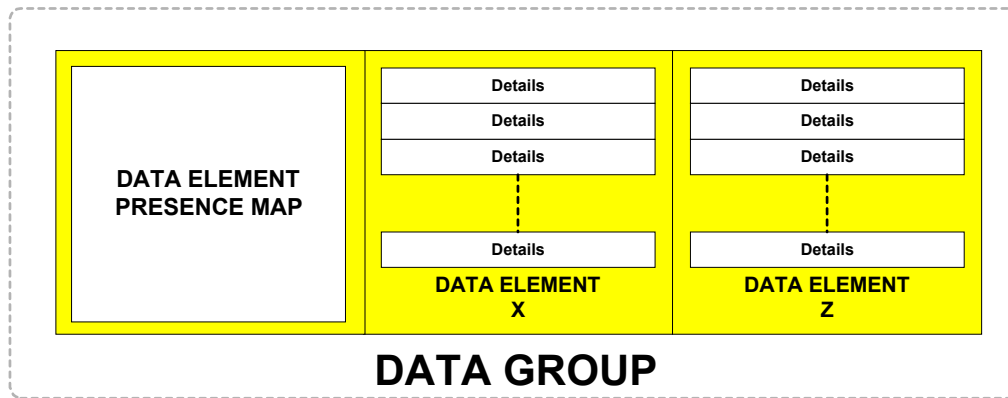 DATA ELEMENT
PRESENCE MAP
Details
Details
Details
Details
DATA ELEMENT
X
Details
Details
Details
Details
DATA ELEMENT
Z
DATA GROUP